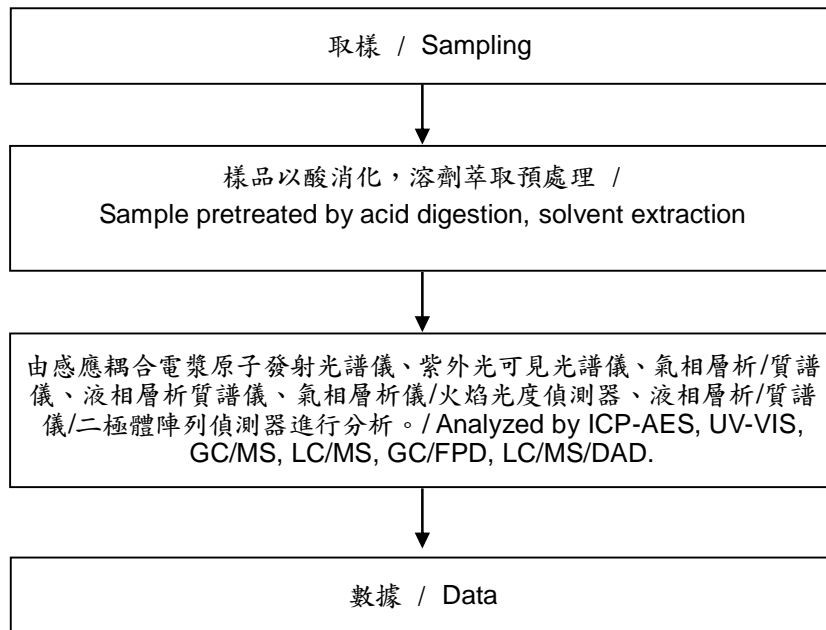 取樣 / Sampling
樣品以酸消化，溶劑萃取預處理 /
Sample pretreated by acid digestion, solvent extraction
由感應耦合電漿原子發射光譜儀、紫外光可見光譜儀、氣相層析/質譜
儀、液相層析質譜儀、氣相層析儀/火焰光度偵測器、液相層析/質譜
儀/二極體陣列偵測器進行分析。/ Analyzed by ICP-AES, UV-VIS,
GC/MS, LC/MS, GC/FPD, LC/MS/DAD.
數據 / Data